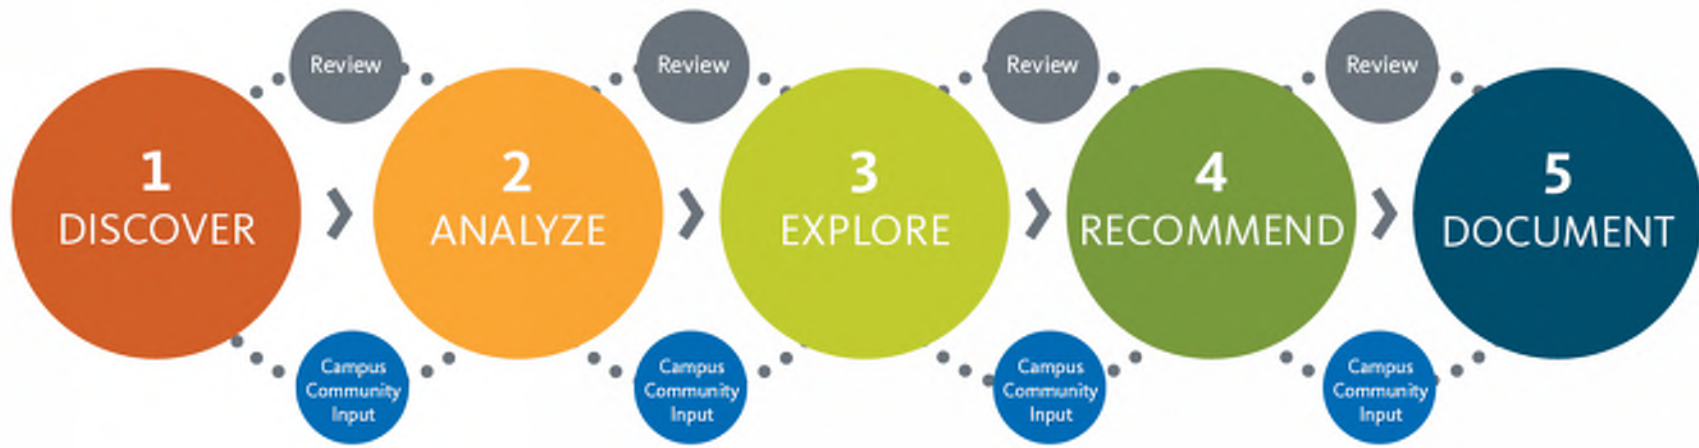 Review
Review
Review
Review
1
DISCOVER
2
ANALYZE
3
EXPLORE
4
RECOMMEND
5
DOCUMENT
Campus
Community
Input
Campus
Community
Input
Campus
Community
Input
Campus
Community
Input